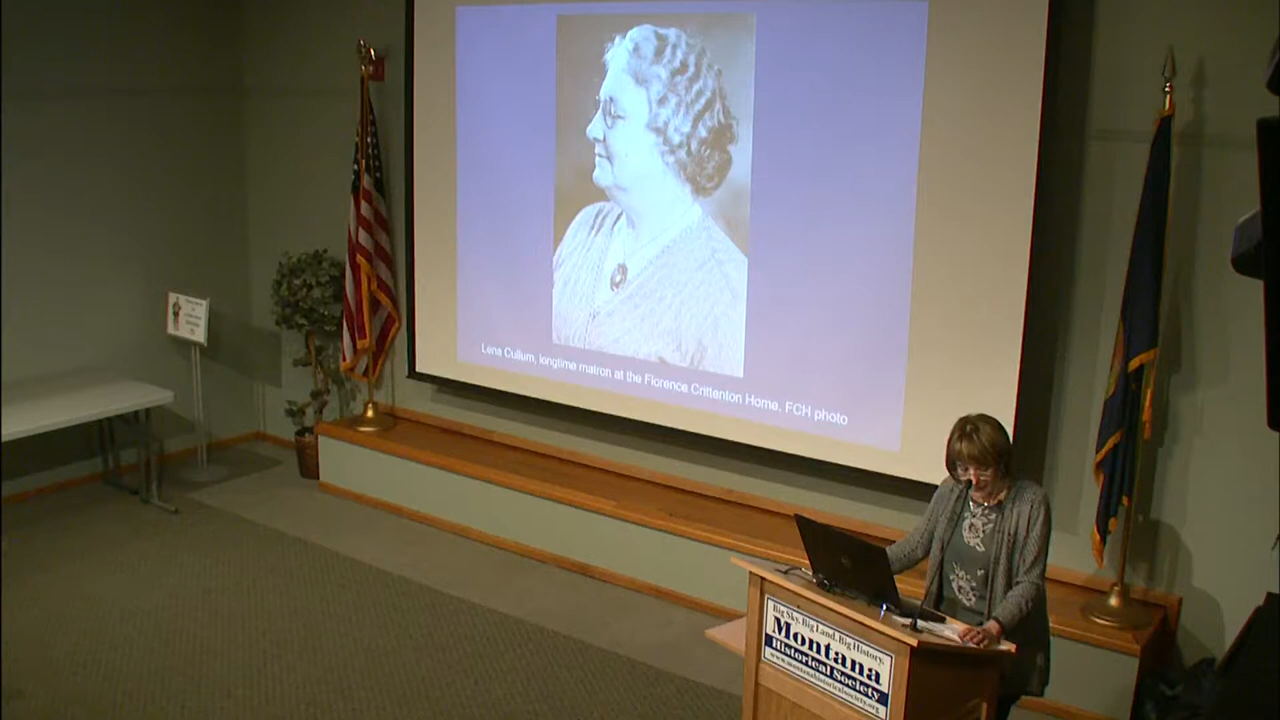 Lena Cullum, longtime matron at the Florence Crittenton Home. FCH photo
Big Sky. Big Land. Big History.
Montana
Historical Society
www.montanahistoricalsociety.org